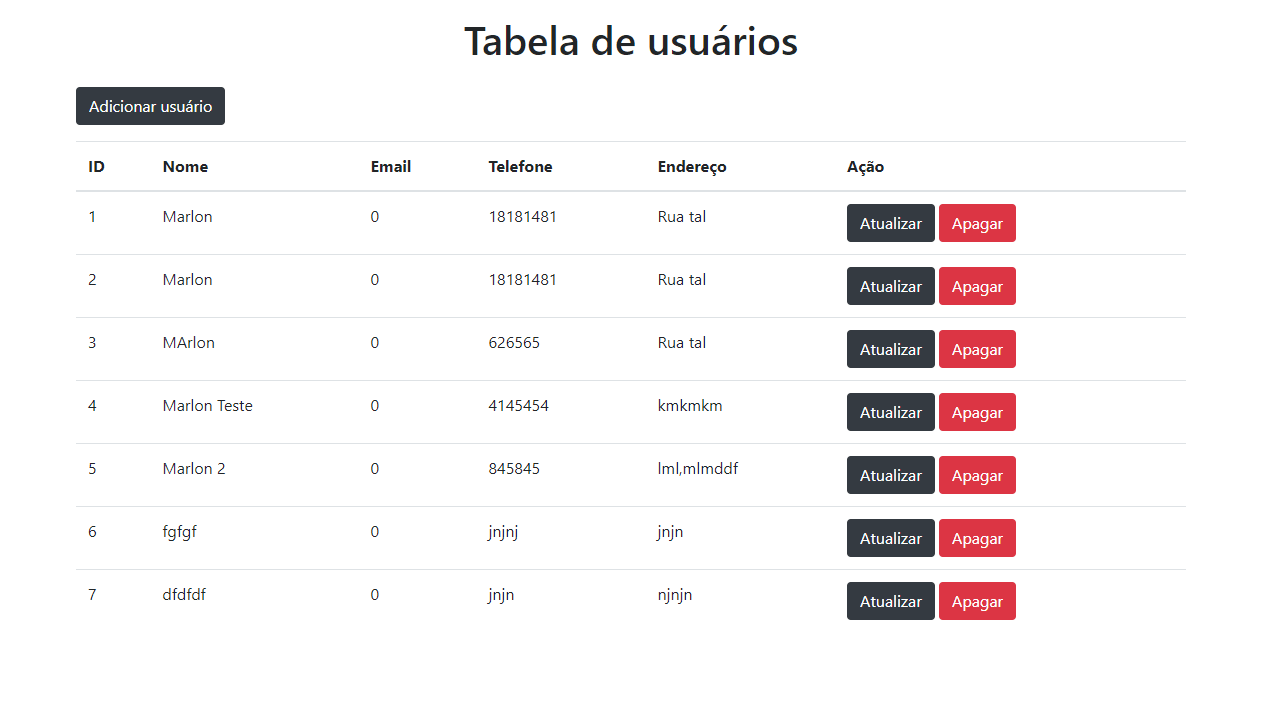 Tabela de usuários
Adicionar usuário
ID Nome Email Telefone Endereço Ação
1 Marlon 0 18181481 Rua tal Atualizar Apagar
2 Marlon 0 18181481 Rua tal Atualizar Apagar
3 MArlon 0 626565 Rua tal Atualizar Apagar
4 Marlon Teste 0 4145454 kmkmkm Atualizar Apagar
5 Marlon 2 0 845845 lml,mlmddf Atualizar Apagar
6 fgfgf 0 jnjnj jnjn Atualizar Apagar
7 dfdfdf 0 jnjn njnjn Atualizar Apagar